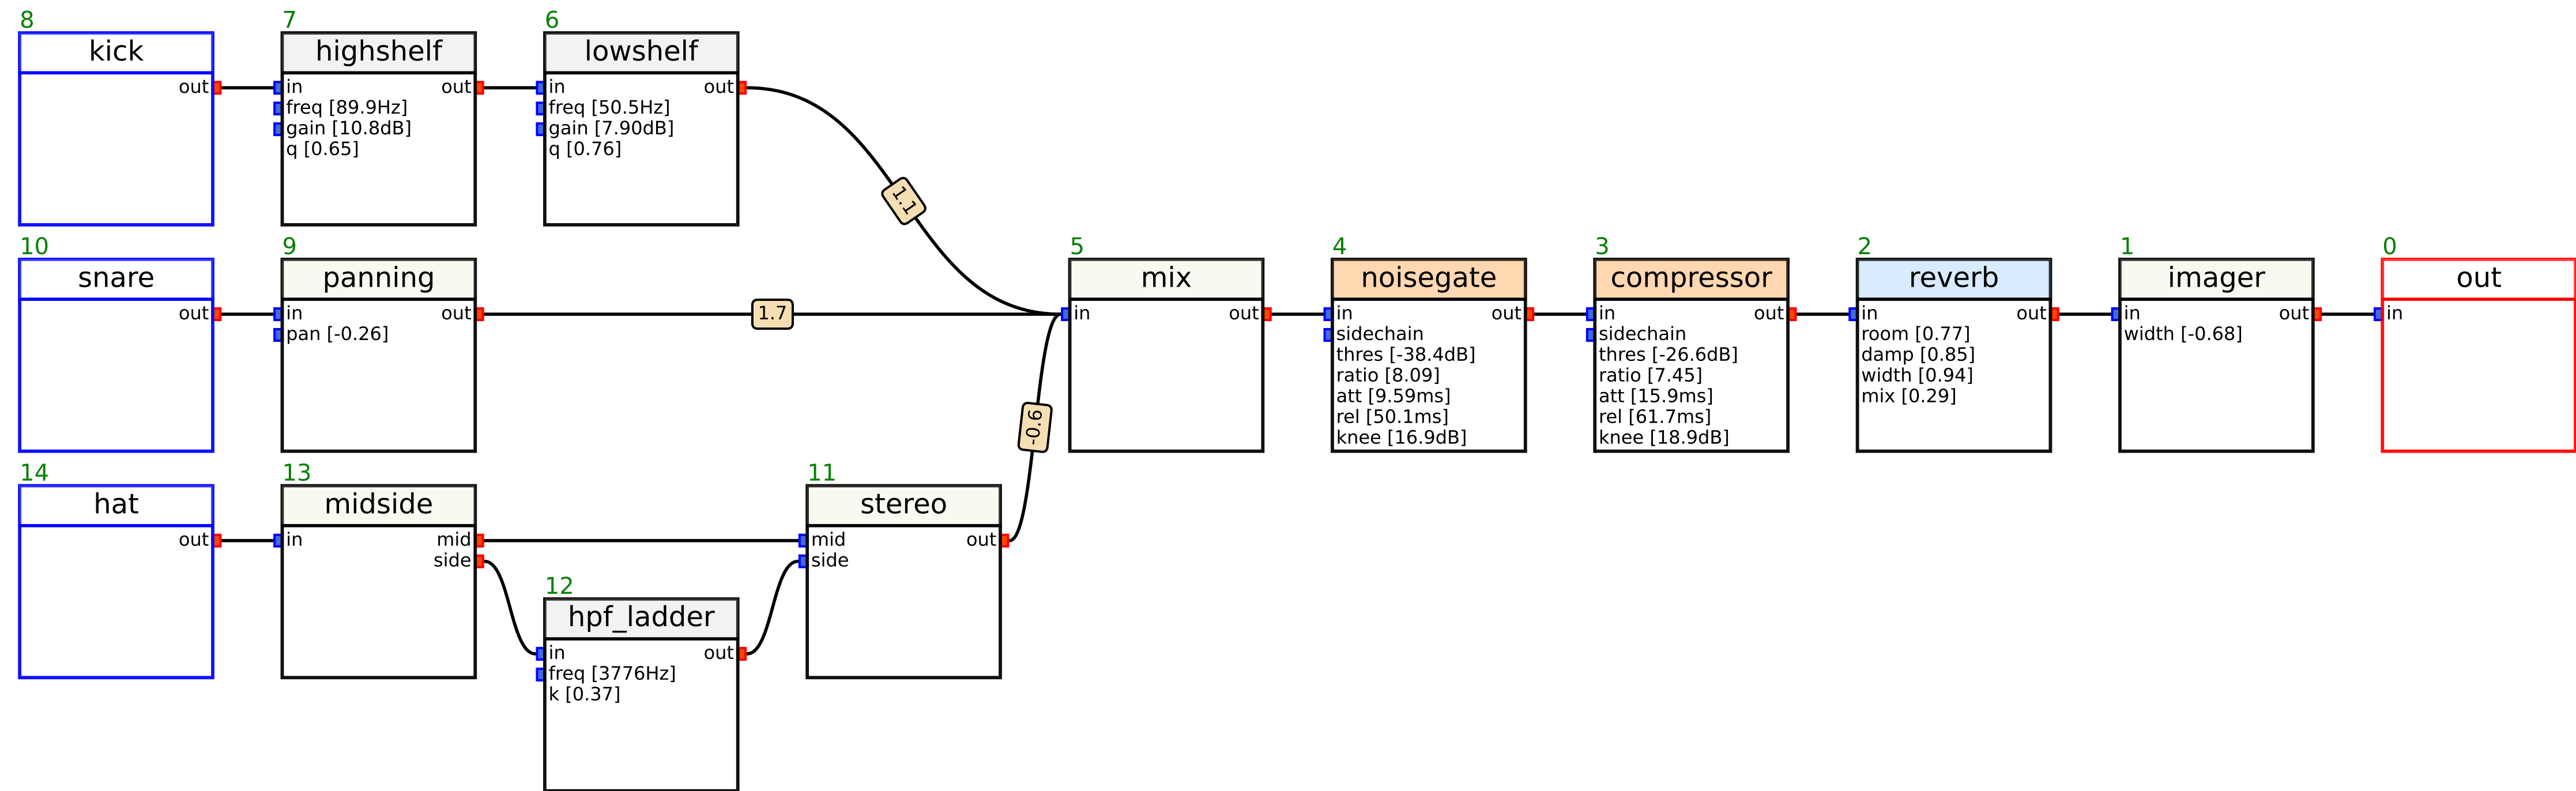 8
kick
out
7
highshelf
in out
freq [89.9Hz]
gain [10.8dB]
q [0.65]
6
lowshelf
in out
freq [50.5Hz]
gain [7.90dB]
q [0.76]
1.1
10
snare
out
9
panning
in out
pan [-0.26]
1.7
5
mix
in out
4
noisegate
in out
sidechain
thres [-38.4dB]
ratio [8.09]
att [9.59ms]
rel [50.1ms]
knee [16.9dB]
3
compressor
in out
sidechain
thres [-26.6dB]
ratio [7.45]
att [15.9ms]
rel [61.7ms]
knee [18.9dB]
2
reverb
in out
room [0.77]
damp [0.85]
width [0.94]
mix [0.29]
1
imager
in out
width [-0.68]
0
out
in
-0.6
14
hat
out
13
midside
in mid
side
11
stereo
mid out
side
12
hpf_ladder
in out
freq [3776Hz]
k [0.37]